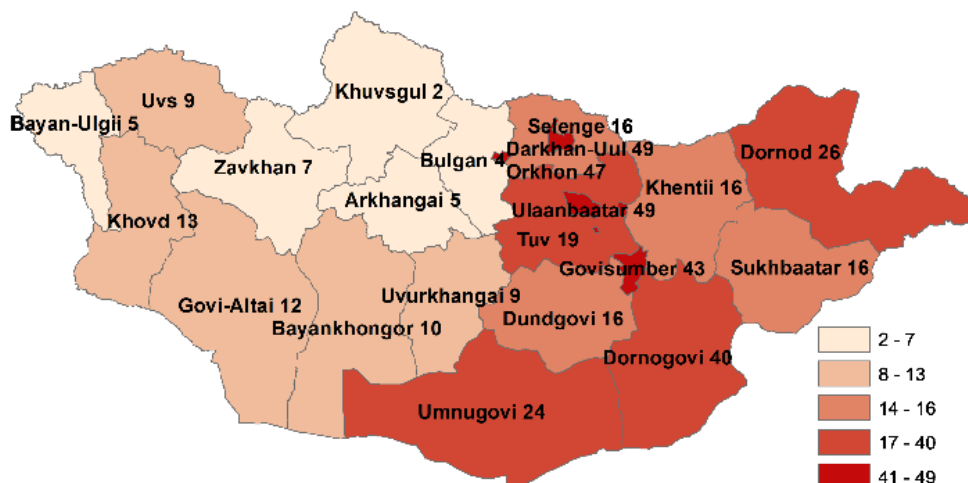 Khuvsgul 2
Uvs 9
Bayan-Ulgii 5
Selenge 16
Darkhan-Uul 49
Dornod 26
Zavkhan 7
Bulgan 4
Orkhon 47
Khentii 16
Arkhangai 5
Ulaanbaatar 49
Khovd 13
Tuv 19
Govisumber 43
Sukhbaatar 16
Uvurkhangai 9
Govi-Altai 12
Bayankhongor 10
Dundgovi 16
Dornogovi 40
Umnugovi 24
2 - 7
8 - 13
14 - 16
17 - 40
41 - 49